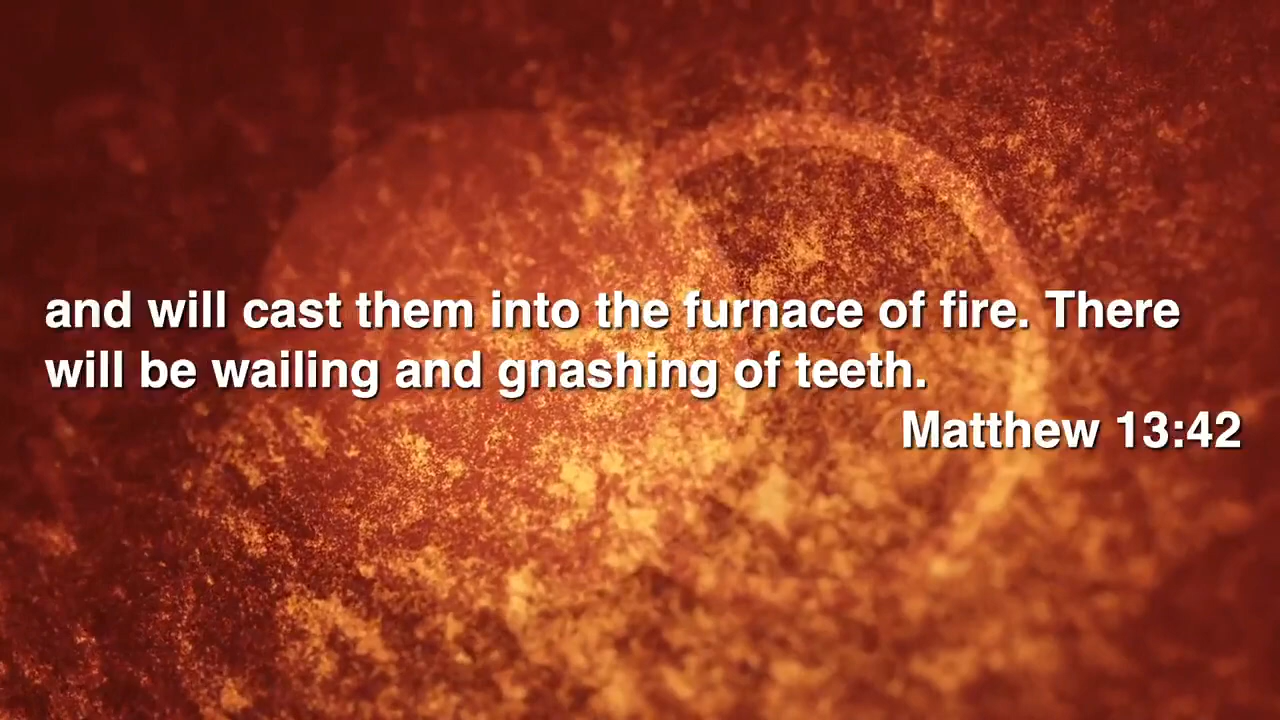 and will cast them into the furnace of fire. There
will be wailing and gnashing of teeth.
Matthew 13:42